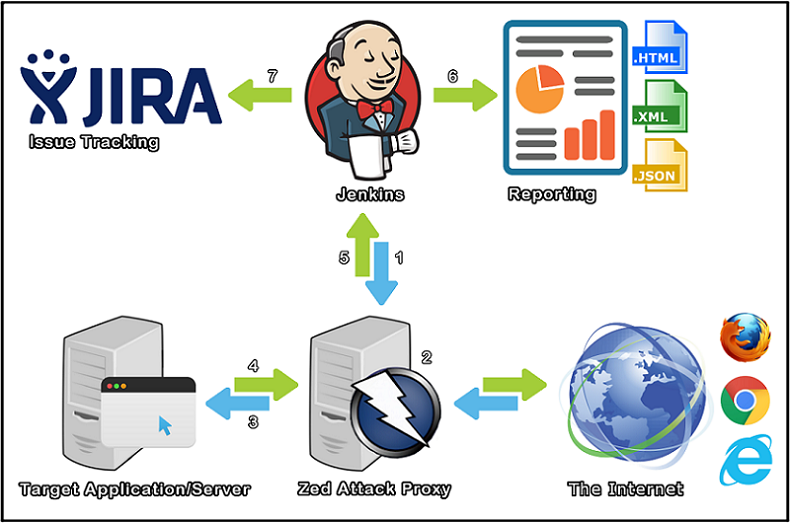 JIRA
Issue Tracking
7
Jenkins
6
Reporting
.HTML
.XML
.JSON
5
1
4
3
2
Target Application/Server
Zed Attack Proxy
The Internet